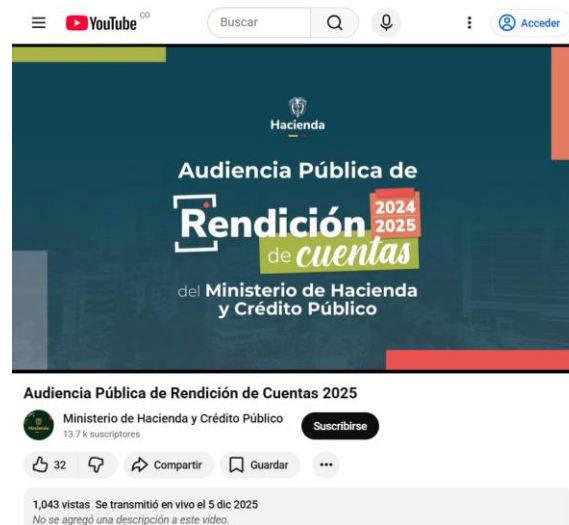 YouTube CO
Buscar
Acceder
Hacienda
Audiencia Pública de
Rendición 2024
2025
de cuentas
del Ministerio de Hacienda
y Crédito Público
Audiencia Pública de Rendición de Cuentas 2025
Ministerio de Hacienda y Crédito Público
13.7 k suscriptores
Suscribirse
32
Compartir
Guardar
1,043 vistas Se transmitió en vivo el 5 dic 2025
No se agregó una descripción a este video.